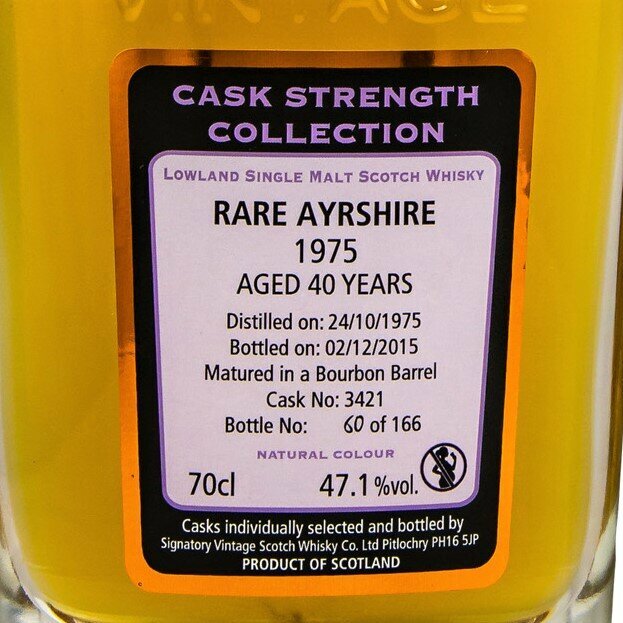 VINTAGE
CASK STRENGTH
COLLECTION
LOWLAND SINGLE MALT SCOTCH WHISKY
RARE AYRSHIRE
1975
AGED 40 YEARS
Distilled on: 24/10/1975
Bottled on: 02/12/2015
Matured in a Bourbon Barrel
Cask No: 3421
Bottle No: 60 of 166
NATURAL COLOUR
70cl 47.1 %vol.
Casks individually selected and bottled by
Signatory Vintage Scotch Whisky Co. Ltd Pitlochry PH16 5JP
PRODUCT OF SCOTLAND